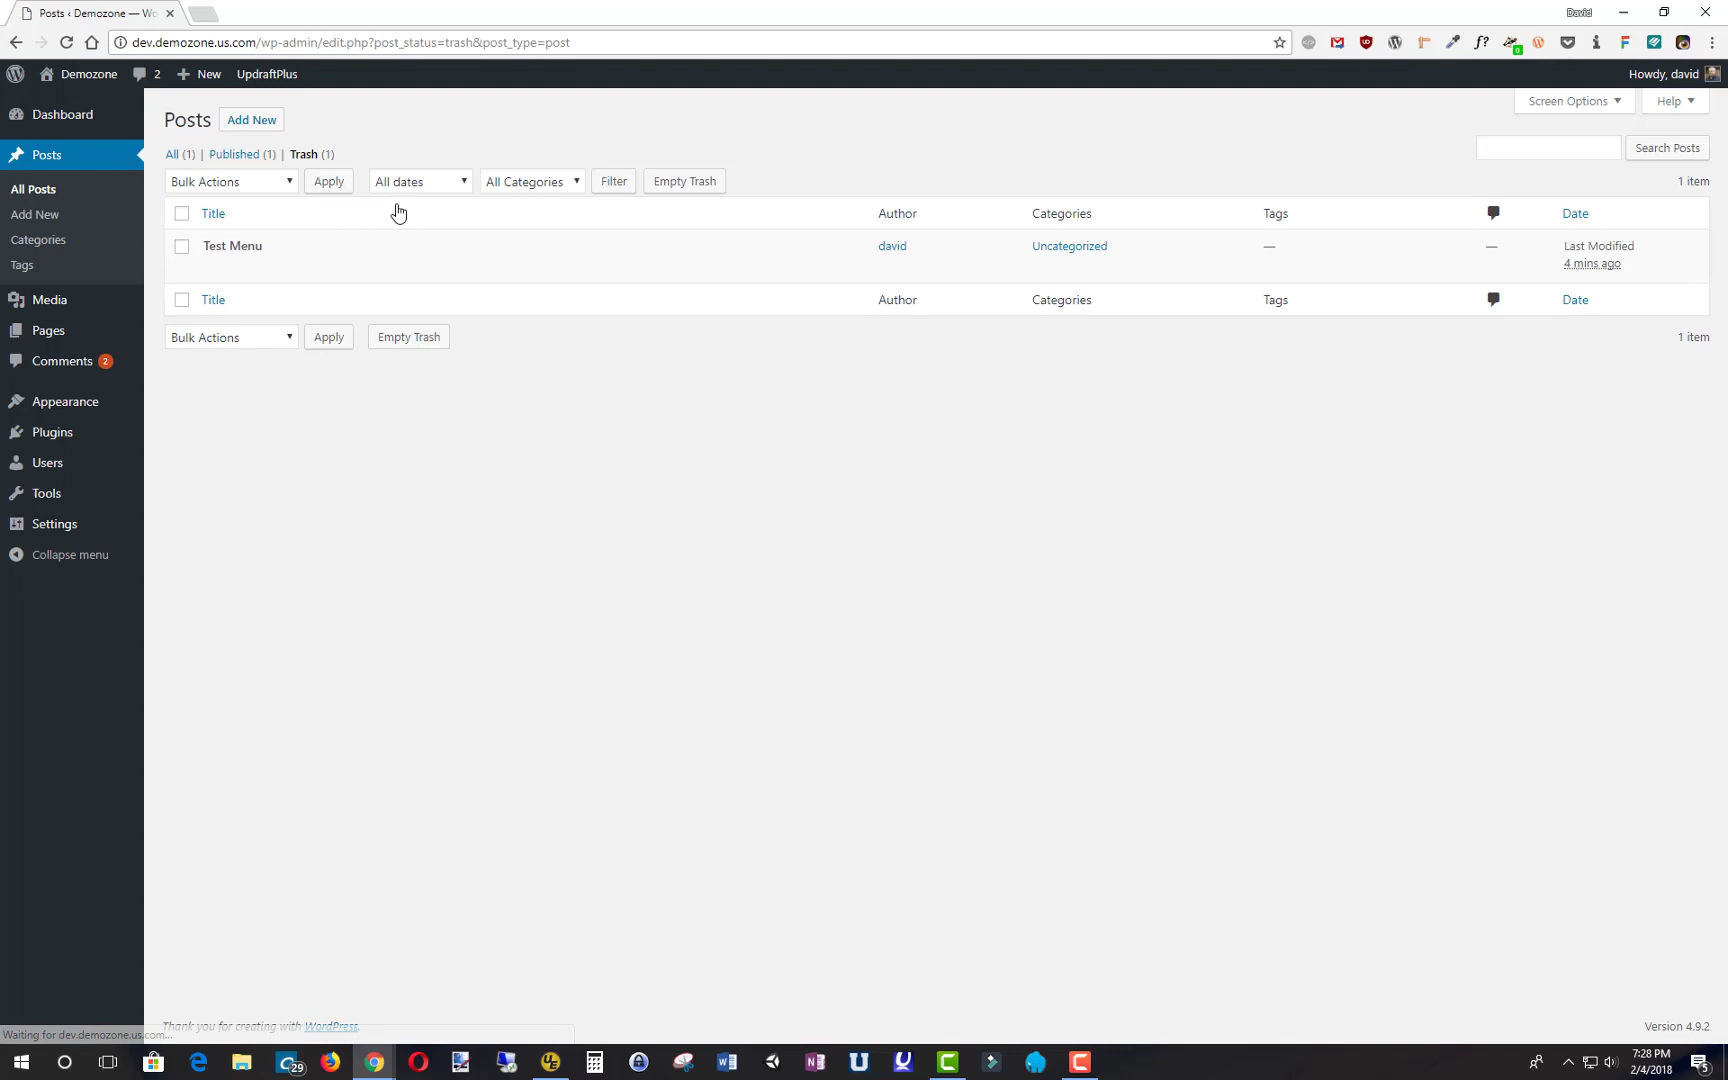 Posts ‹ Demozone — Wo
David
dev.demozone.us.com/wp-admin/edit.php?post_status=trash&post_type=post
Demozone
2
New
UpdraftPlus
Howdy, david
Dashboard
Posts
All Posts
Add New
Categories
Tags
Media
Pages
Comments 2
Appearance
Plugins
Users
Tools
Settings
Collapse menu
Screen Options
Help
Posts Add New
All (1) | Published (1) | Trash (1)
Search Posts
Bulk Actions Apply All dates All Categories Filter Empty Trash 1 item
Title Author Categories Tags Date
Test Menu david Uncategorized — — Last Modified
4 mins ago
Title Author Categories Tags Date
Bulk Actions Apply Empty Trash 1 item
Thank you for creating with WordPress.
Version 4.9.2
Waiting for dev.demozone.us.com...
29
7:28 PM
2/4/2018
5